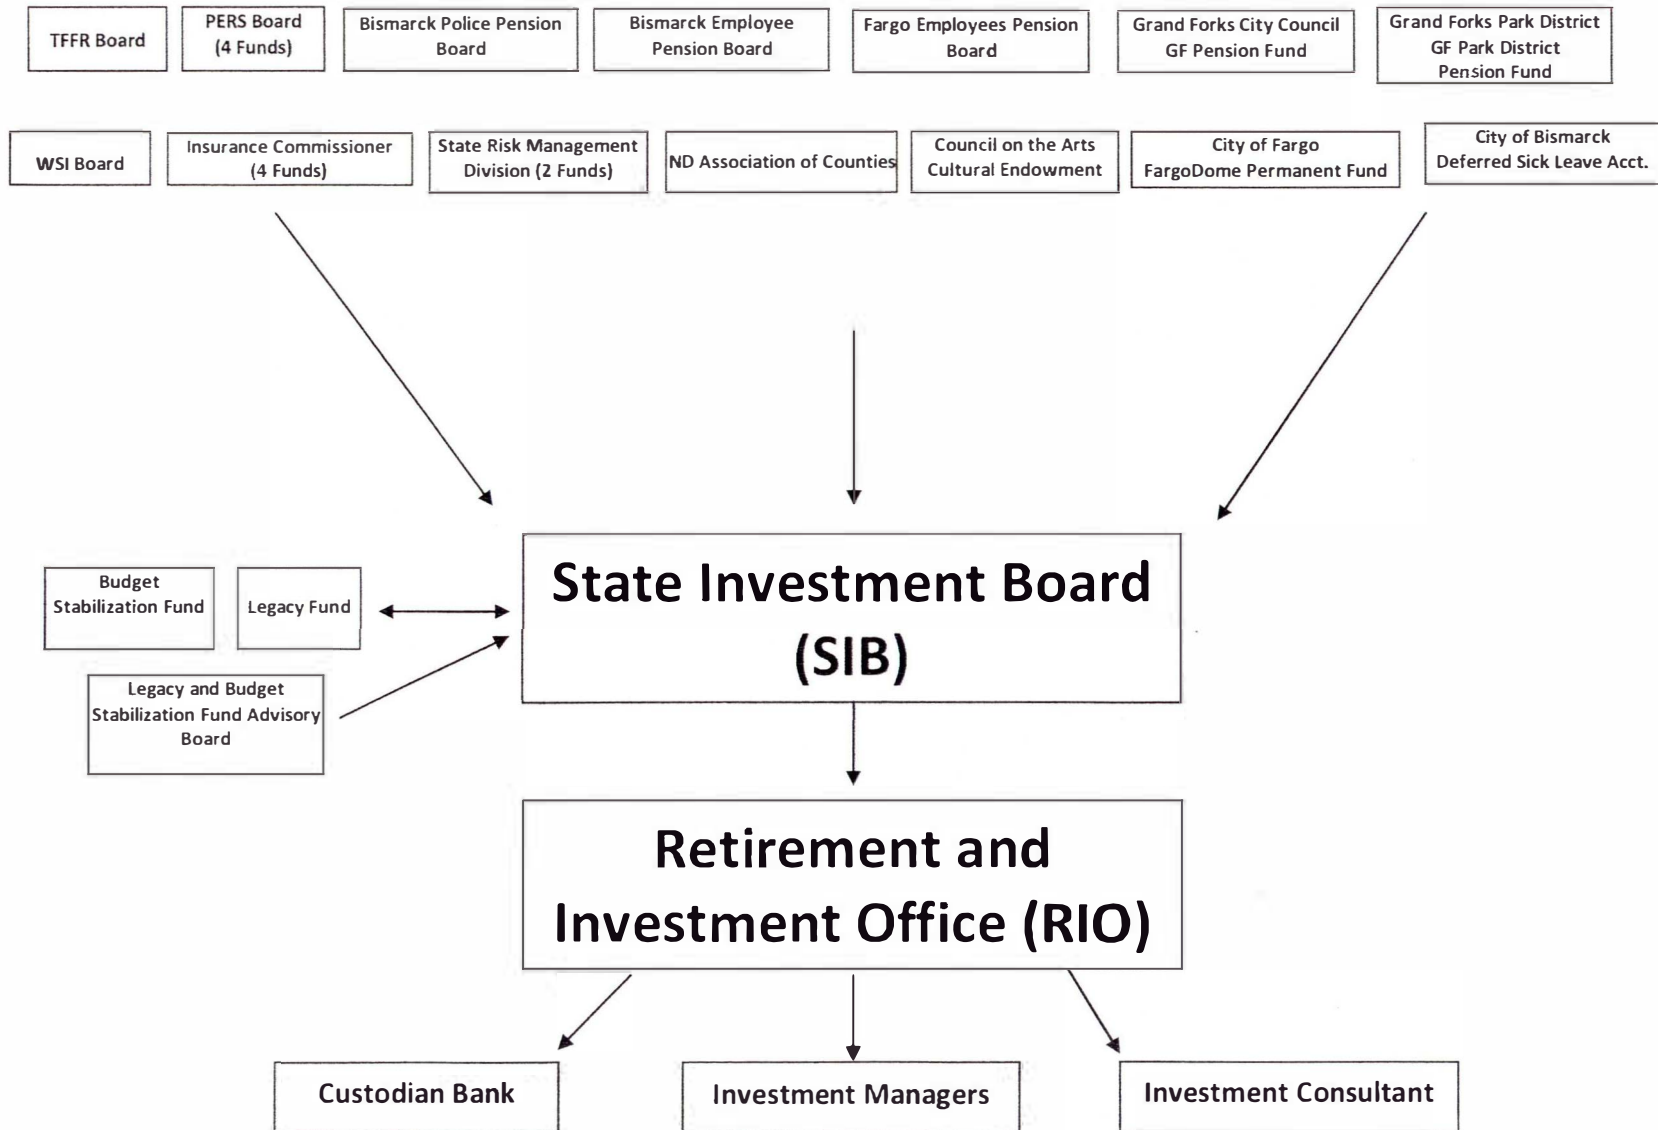 TFFR Board
PERS Board
(4 Funds)
Bismarck Police Pension
Board
Bismarck Employee
Pension Board
Fargo Employees Pension
Board
Grand Forks City Council
GF Pension Fund
Grand Forks Park District
GF Park District
Pension Fund
WSI Board
Insurance Commissioner
(4 Funds)
State Risk Management
Division (2 Funds)
ND Association of Counties
Council on the Arts
Cultural Endowment
City of Fargo
FargoDome Permanent Fund
City of Bismarck
Deferred Sick Leave Acct.
State Investment Board
(SIB)
Budget
Stabilization Fund
Legacy Fund
Legacy and Budget
Stabilization Fund Advisory
Board
Retirement and
Investment Office (RIO)
Custodian Bank
Investment Managers
Investment Consultant